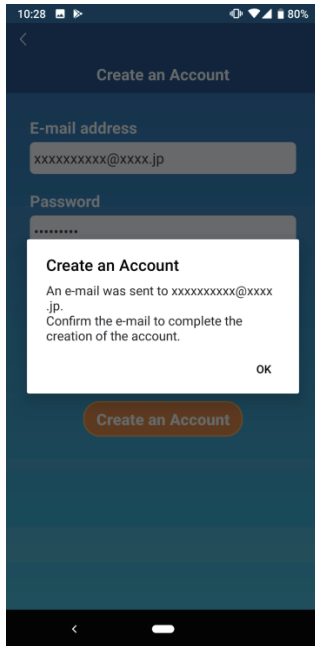 10:28 80%
Create an Account
E-mail address
xxxxxxxxxx@xxxx.jp
Password
•••••••••
Create an Account
An e-mail was sent to xxxxxxxxxx@xxxx
.jp.
Confirm the e-mail to complete the
creation of the account.
OK
Create an Account